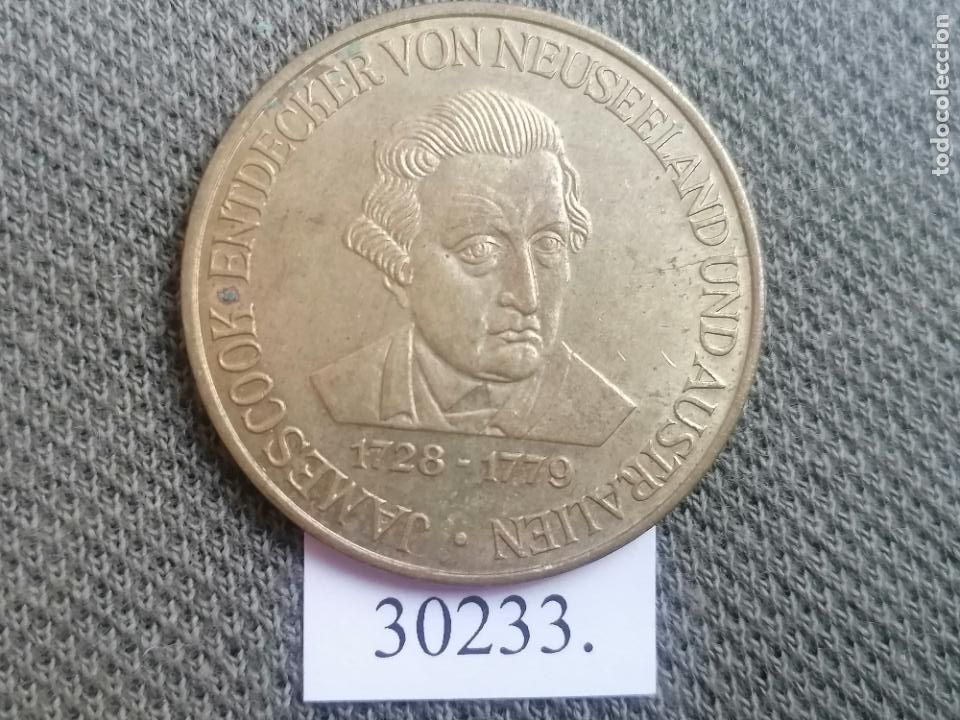 JAMES COOK · ENTDECKER VON NEUSEELAND UND AUSTRALIEN ·
1728 - 1779
30233.
todocoleccion